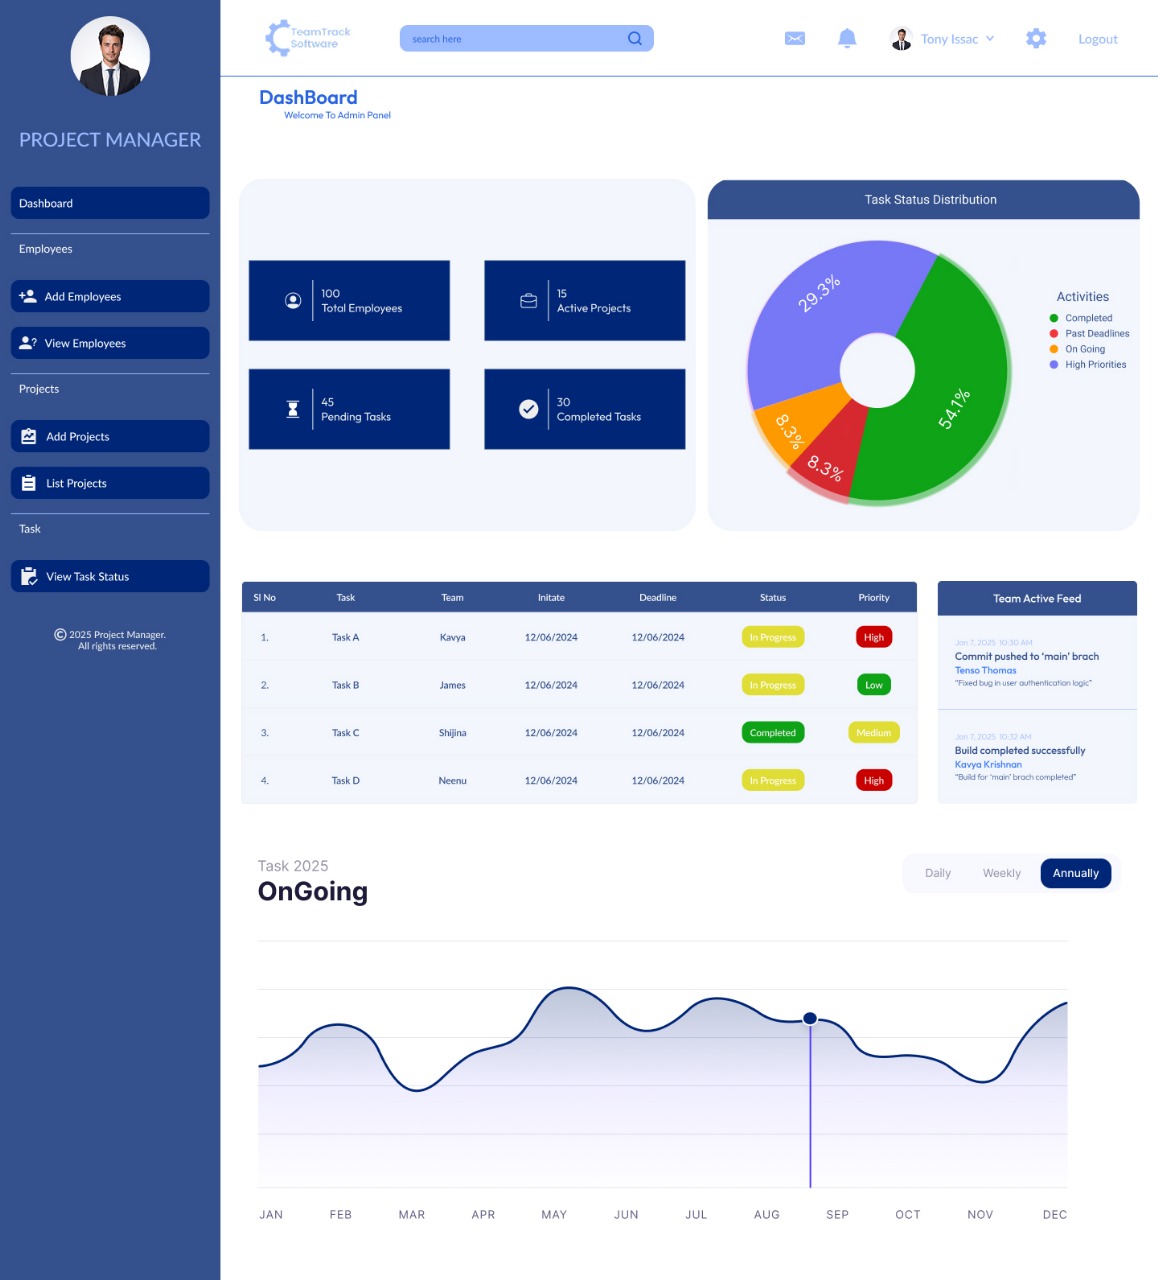 PROJECT MANAGER
Dashboard
Employees
Add Employees
View Employees
Projects
Add Projects
List Projects
Task
View Task Status
© 2025 Project Manager.
All rights reserved.
TeamTrack
Software
search here
Tony Issac
Logout
DashBoard
Welcome To Admin Panel
100
Total Employees
15
Active Projects
45
Pending Tasks
30
Completed Tasks
Task Status Distribution
29.3%
54.1%
8.3%
8.3%
Activities
Completed
Past Deadlines
On Going
High Priorities
Sl No Task Team Initate Deadline Status Priority
1. Task A Kavya 12/06/2024 12/06/2024 In Progress High
2. Task B James 12/06/2024 12/06/2024 In Progress Low
3. Task C Shijina 12/06/2024 12/06/2024 Completed Medium
4. Task D Neenu 12/06/2024 12/06/2024 In Progress High
Team Active Feed
Jan 7, 2025 10:30 AM
Commit pushed to ‘main’ brach
Tenso Thomas
“Fixed bug in user authentication logic”
Jan 7, 2025 10:32 AM
Build completed successfully
Kavya Krishnan
“Build for ‘main’ brach completed”
Task 2025
OnGoing
Daily Weekly Annually
JAN FEB MAR APR MAY JUN JUL AUG SEP OCT NOV DEC